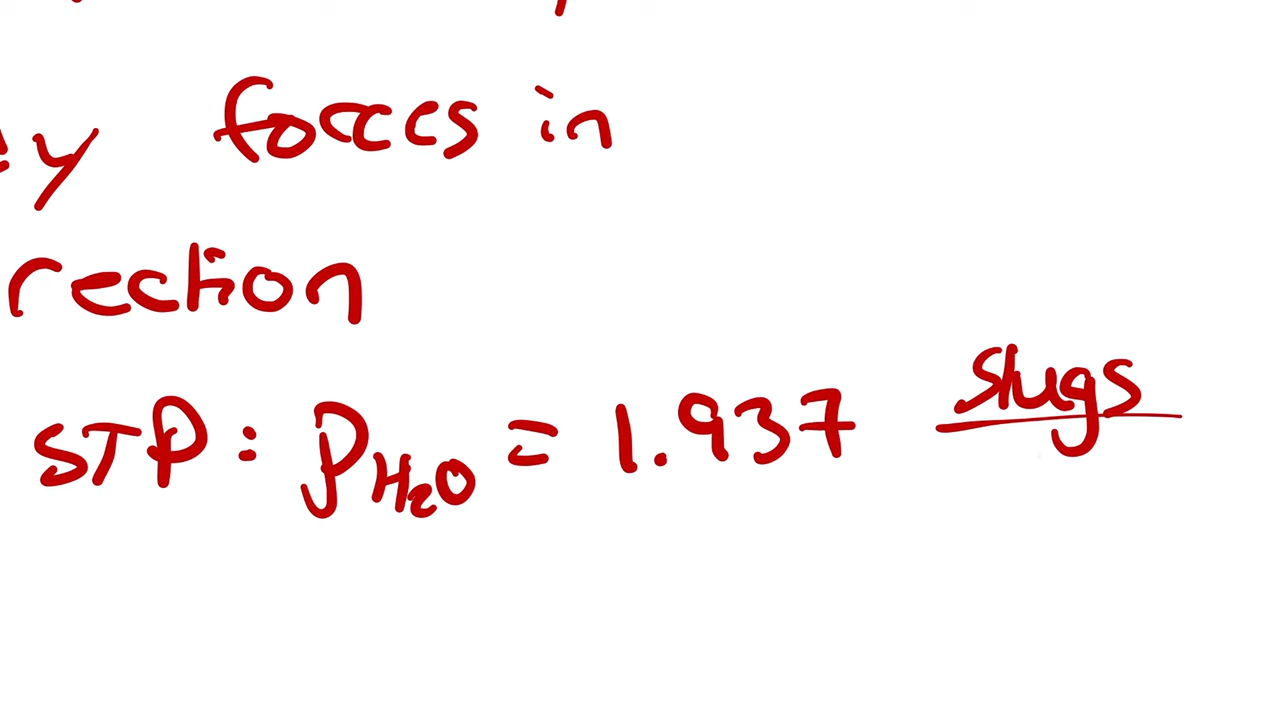 forces in
rection
STP: ρH₂O = 1.937 slugs